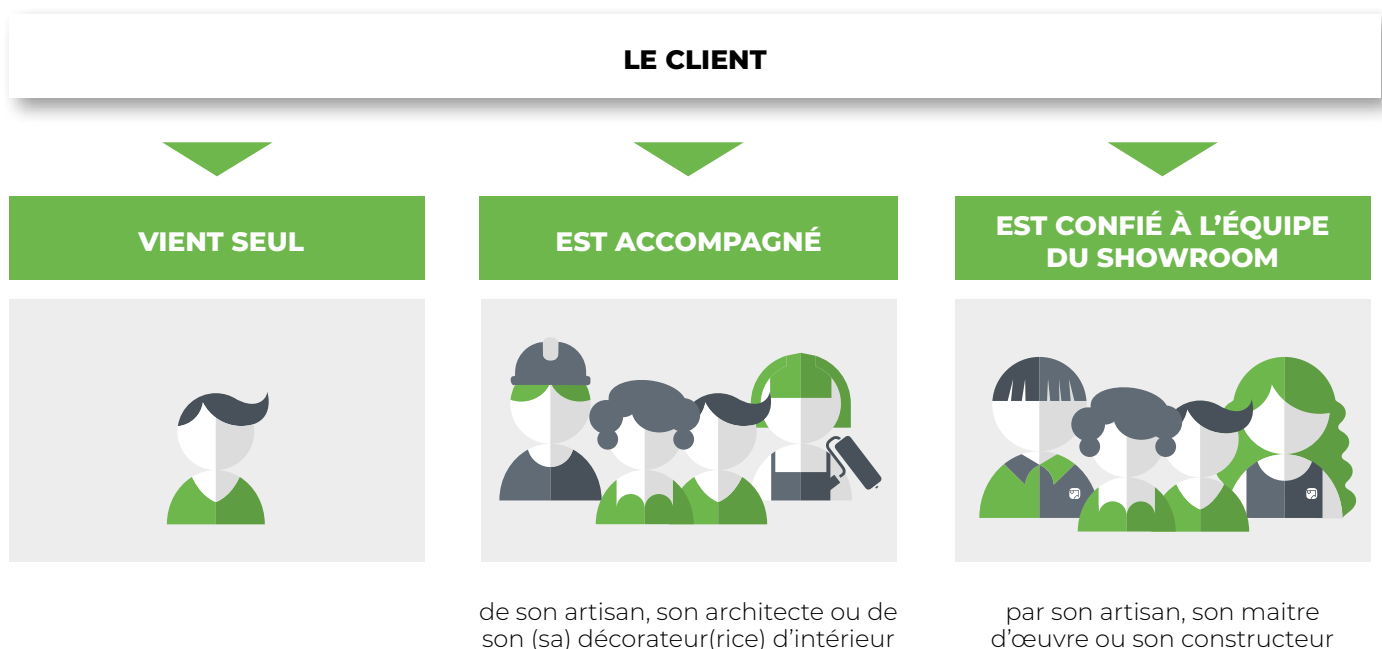 LE CLIENT
VIENT SEUL
EST ACCOMPAGNÉ
EST CONFIÉ À L’ÉQUIPE
DU SHOWROOM
de son artisan, son architecte ou de
son (sa) décorateur(rice) d’intérieur
par son artisan, son maitre
d’œuvre ou son constructeur